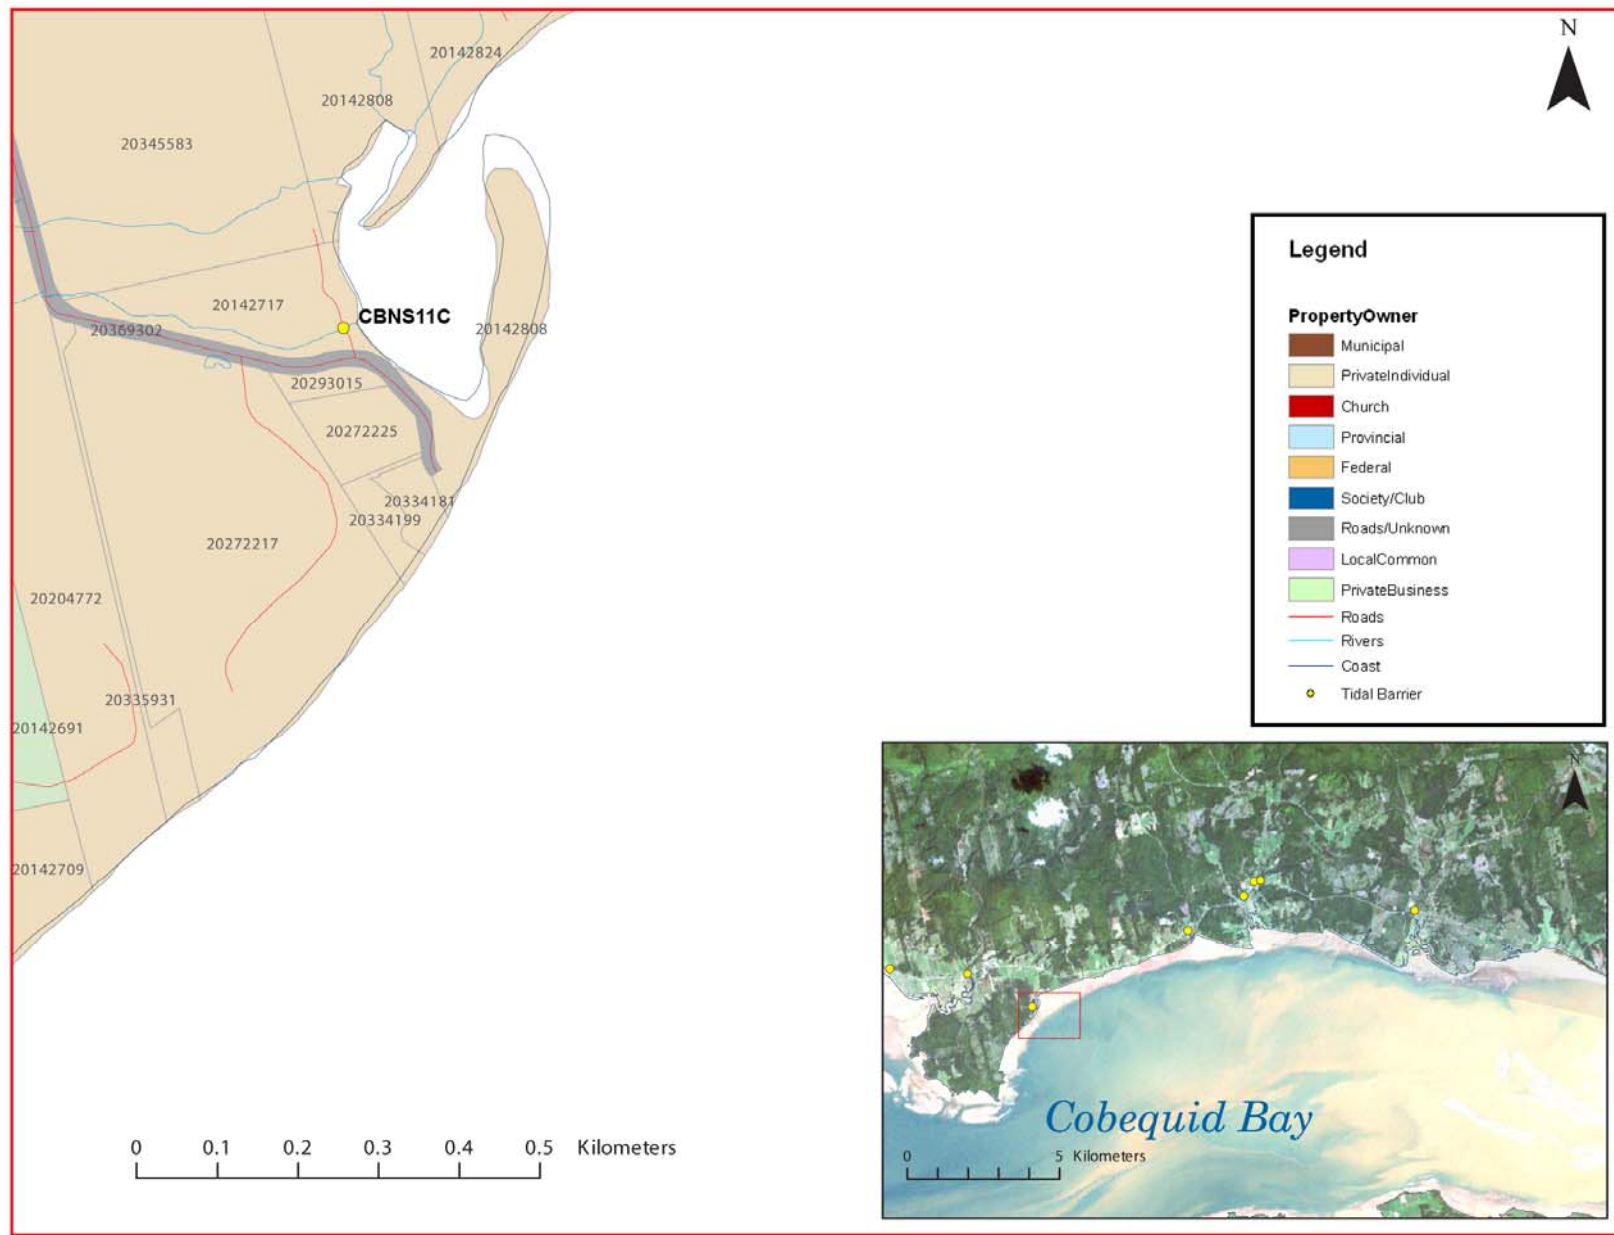 N
20142824
20142808
20345583
20142717
CBNS11C
20369302
20142808
20293015
20272225
20334181
20334199
20272217
20204772
20335931
20142691
20142709
Legend
PropertyOwner
Municipal
PrivateIndividual
Church
Provincial
Federal
Society/Club
Roads/Unknown
LocalCommon
PrivateBusiness
Roads
Rivers
Coast
Tidal Barrier
N
Cobequid Bay
0 5 Kilometers
0 0.1 0.2 0.3 0.4 0.5 Kilometers